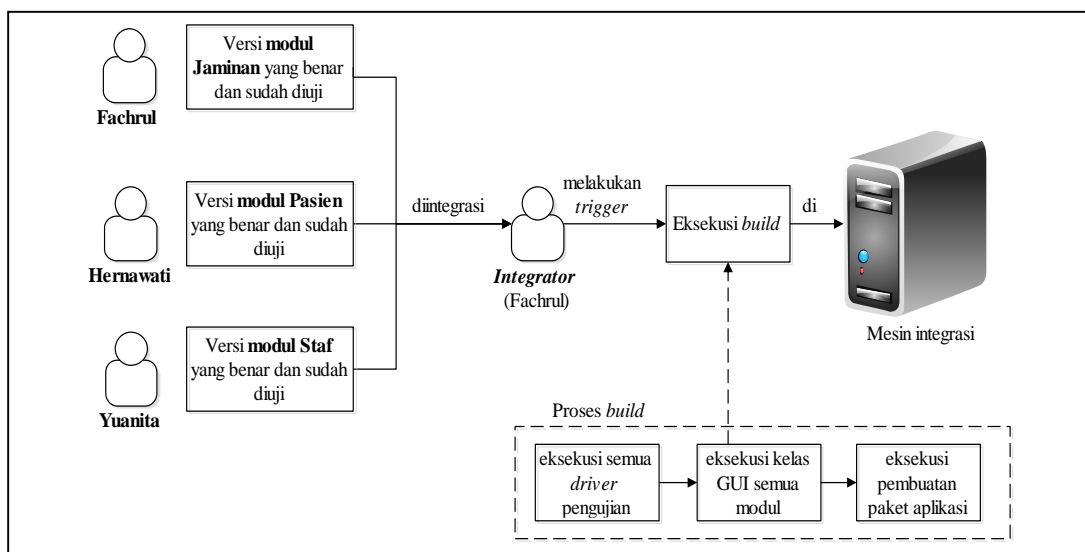 Versi modul
Jaminan yang benar
dan sudah diuji
Fachrul
Versi modul Pasien
yang benar dan sudah
diuji
Hernawati
Versi modul Staf
yang benar dan sudah
diuji
Yuanita
diintegrasi
Integrator
(Fachrul)
melakukan
trigger
Eksekusi build
di
Mesin integrasi
Proses build
eksekusi semua
driver
pengujian
eksekusi kelas
GUI semua
modul
eksekusi
pembuatan
paket aplikasi